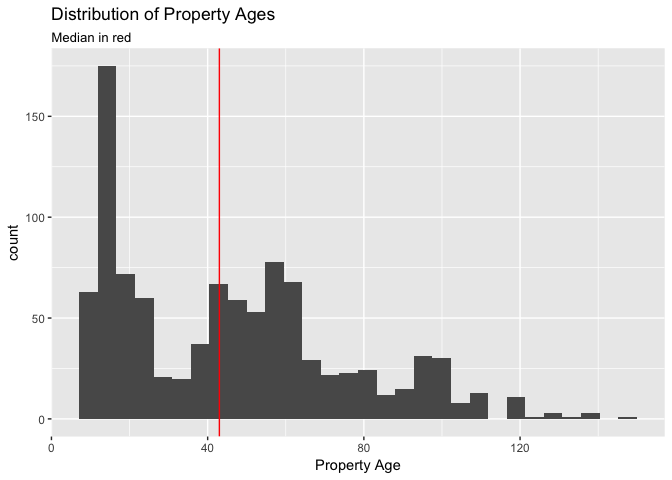 Distribution of Property Ages
Median in red
150
100
50
0
count
0 40 80 120
Property Age